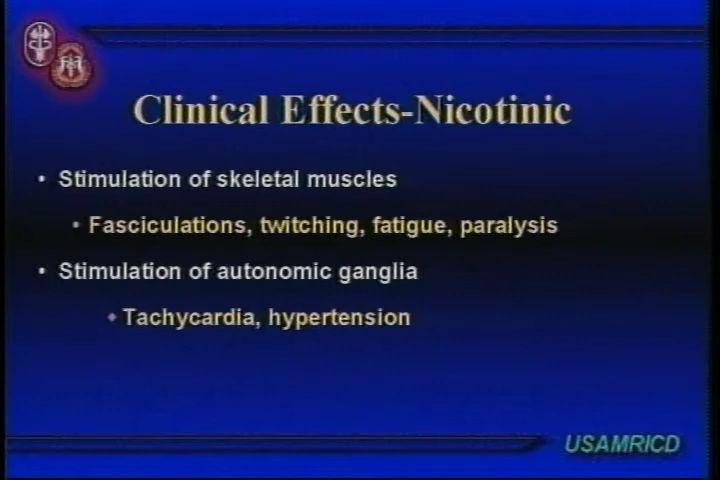 Clinical Effects-Nicotinic
• Stimulation of skeletal muscles
• Fasciculations, twitching, fatigue, paralysis
• Stimulation of autonomic ganglia
◆ Tachycardia, hypertension
USAMRICD